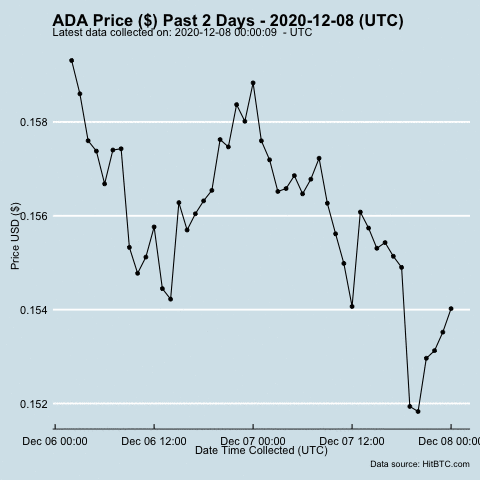 ADA Price ($) Past 2 Days - 2020-12-08 (UTC)
Latest data collected on: 2020-12-08 00:00:09  - UTC
0.158
0.156
0.154
0.152
Price USD ($)
Dec 06 00:00 Dec 06 12:00 Dec 07 00:00 Dec 07 12:00 Dec 08 00:00
Date Time Collected (UTC)
Data source: HitBTC.com